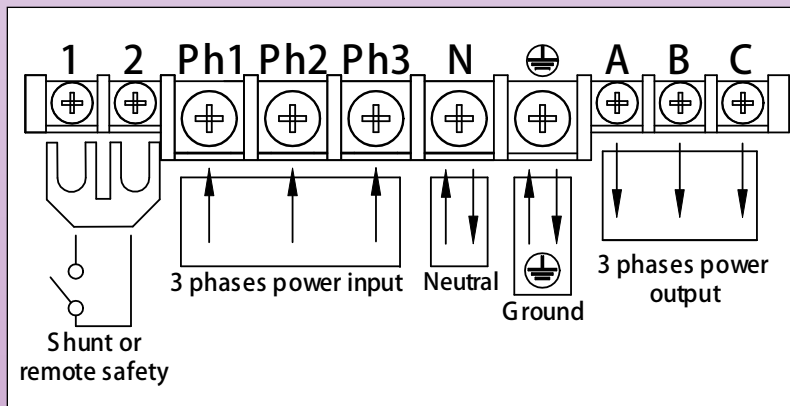 1 2 Ph1 Ph2 Ph3 N A B C
3 phases power input
Neutral
Ground
3 phases power
output
Shunt or
remote safety